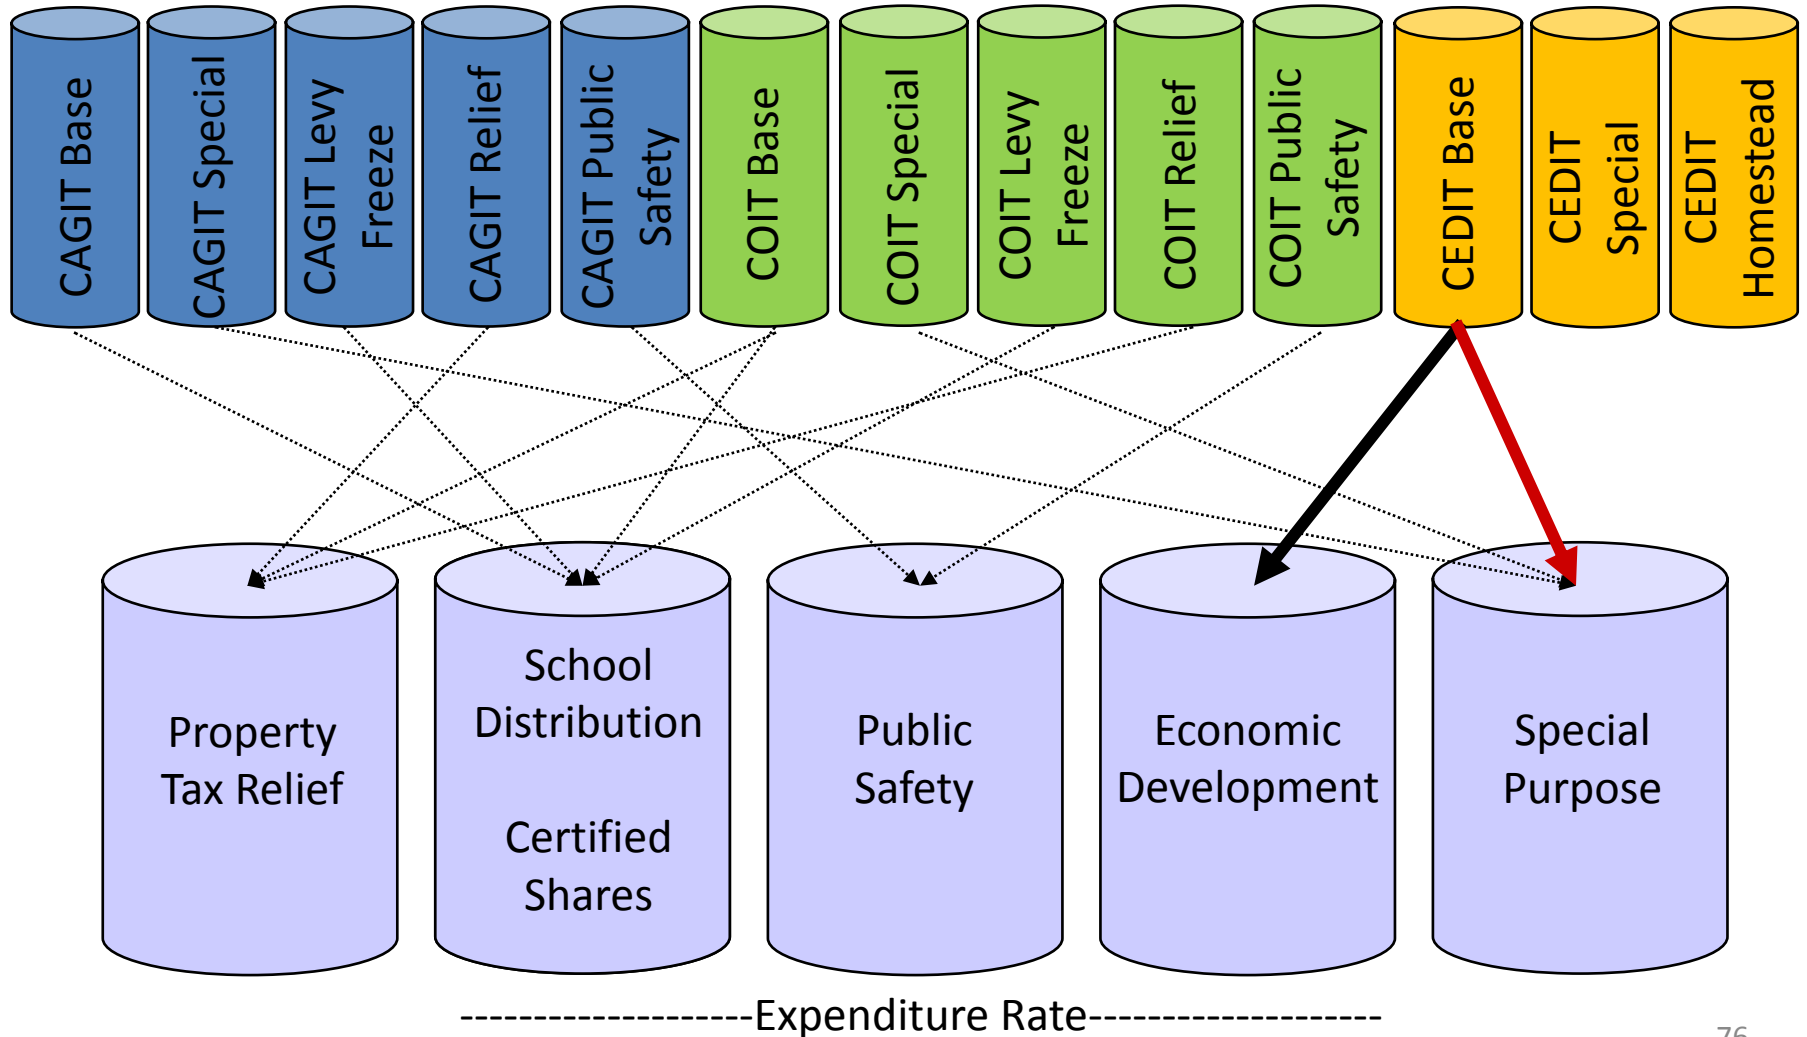 CAGIT Base
CAGIT Special
CAGIT Levy
Freeze
CAGIT Relief
CAGIT Public
Safety
COIT Base
COIT Special
COIT Levy
Freeze
COIT Relief
COIT Public
Safety
CEDIT Base
CEDIT
Special
CEDIT
Homestead
Property
Tax Relief
School
Distribution
Certified
Shares
Public
Safety
Economic
Development
Special
Purpose
--------------------Expenditure Rate--------------------
76